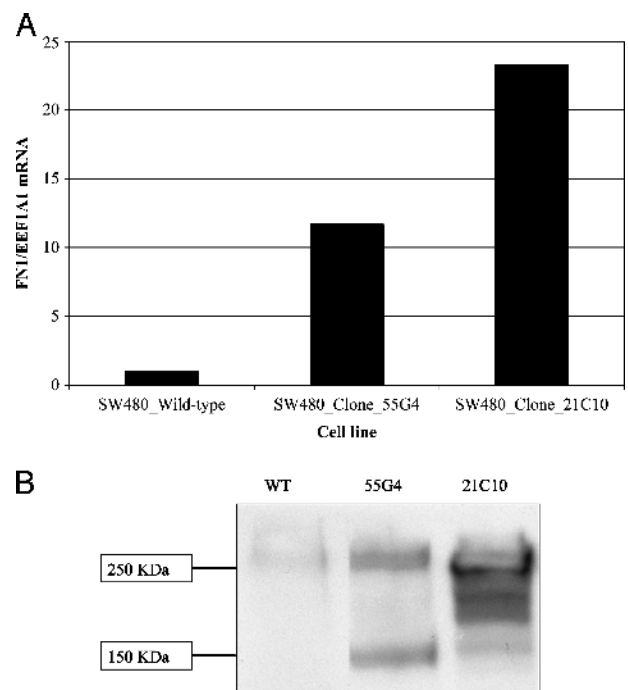 A
25
20
15
10
5
0
FN1/EEF1A1 mRNA
SW480_Wild-type SW480_Clone_55G4 SW480_Clone_21C10
Cell line
B
WT 55G4 21C10
250 KDa
150 KDa